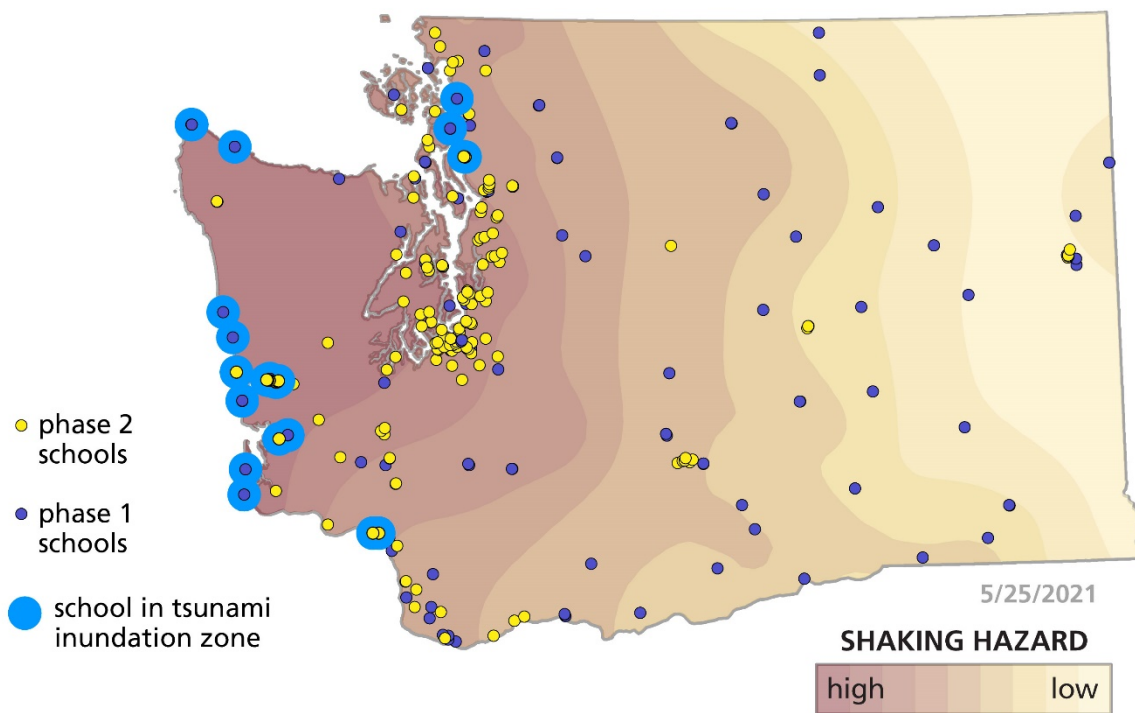 phase 2
schools
phase 1
schools
school in tsunami
inundation zone
5/25/2021
SHAKING HAZARD
high low